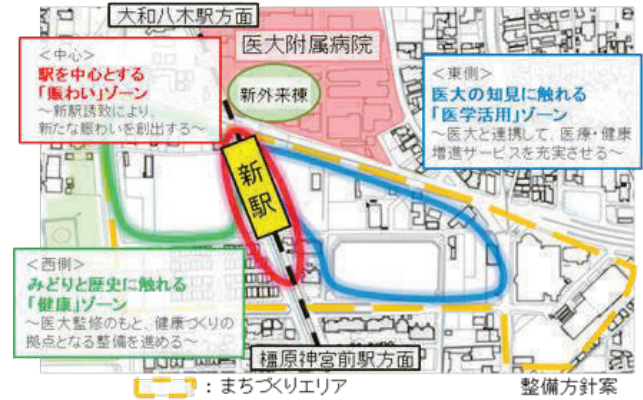 大和八木駅方面
医大附属病院
＜中心＞
駅を中心とする
「賑わい」ゾーン
～新駅誘致により、
新たな賑わいを創出する～
新外来棟
＜東側＞
医大の知見に触れる
「医学活用」ゾーン
～医大と連携して、医療・健康
増進サービスを充実させる～
新駅
＜西側＞
みどりと歴史に触れる
「健康」ゾーン
～医大監修のもと、健康づくりの
拠点となる整備を進める～
橿原神宮前駅方面
：まちづくりエリア
整備方針案